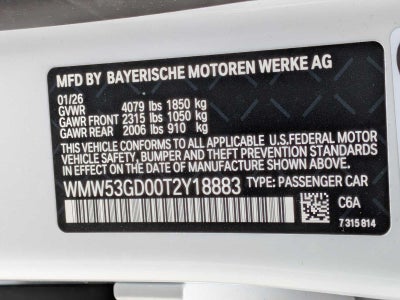 MFD BY BAYERISCHE MOTOREN WERKE AG
01/26
GVWR 4079 lbs 1850 kg
GAWR FRONT 2315 lbs 1050 kg
GAWR REAR 2006 lbs 910 kg
THIS VEHICLE CONFORMS TO ALL APPLICABLE U.S.FEDERAL MOTOR
VEHICLE SAFETY, BUMPER, AND THEFT PREVENTION STANDARDS
IN EFFECT ON THE DATE OF MANUFACTURE SHOWN ABOVE.
WMW53GD00T2Y18883 TYPE: PASSENGER CAR
C6A
7 315 814